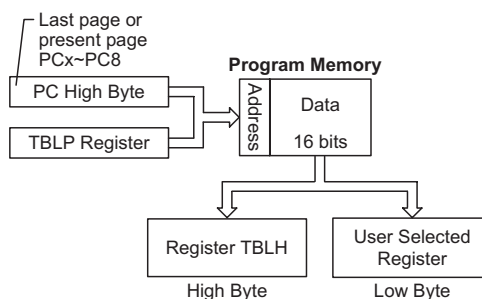 Last page or
present page
PCx~PC8
Program Memory
PC High Byte
TBLP Register
Address
Data
16 bits
Register TBLH
User Selected
Register
High Byte
Low Byte